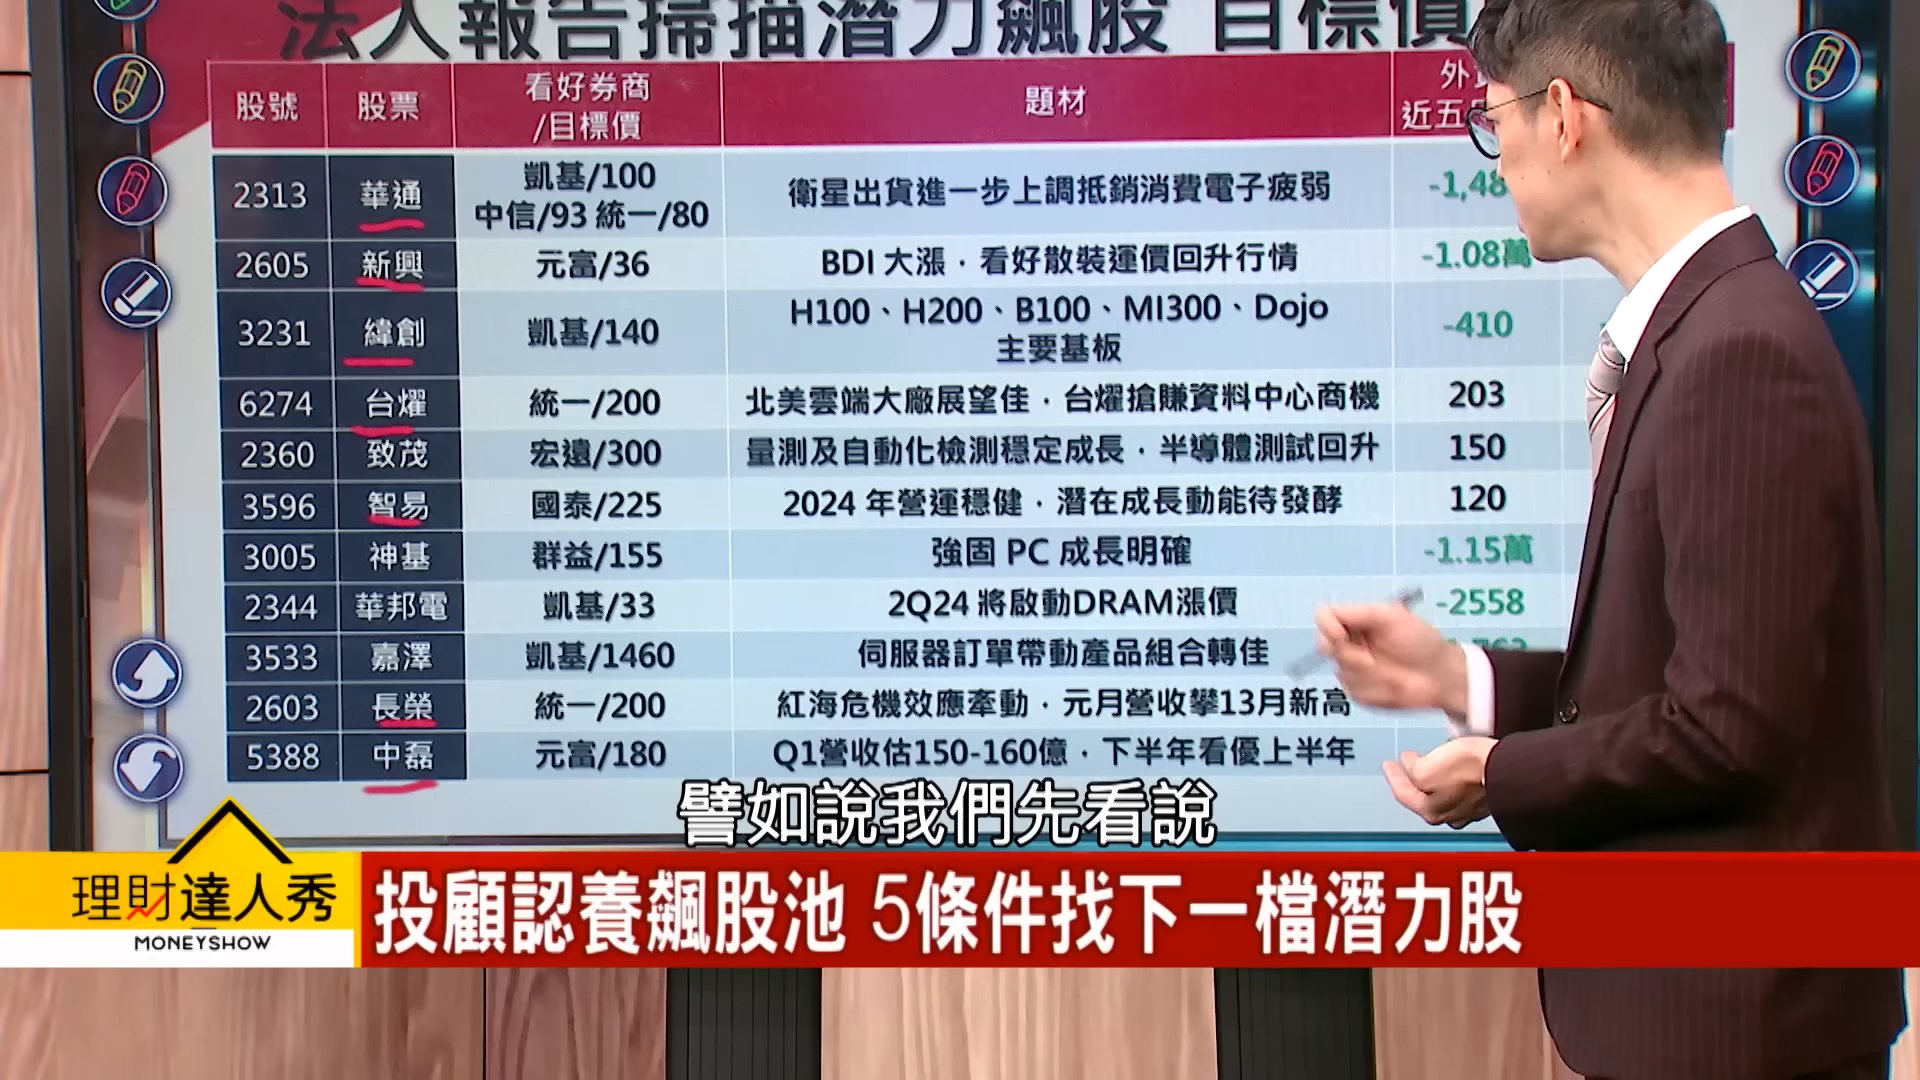 法人報告掃描潛力飆股 目標價
股號 股票 看好券商/目標價 題材 外資近五
2313 華通 凱基/100 中信/93 統一/80 衛星出貨進一步上調抵銷消費電子疲弱 -1,48
2605 新興 元富/36 BDI 大漲,看好散裝運價回升行情 -1.08萬
3231 緯創 凱基/140 H100、H200、B100、MI300、Dojo 主要基板 -410
6274 台燿 統一/200 北美雲端大廠展望佳,台燿搶賺資料中心商機 203
2360 致茂 宏遠/300 量測及自動化檢測穩定成長,半導體測試回升 150
3596 智易 國泰/225 2024 年營運穩健,潛在成長動能待發酵 120
3005 神基 群益/155 強固 PC 成長明確 -1.15萬
2344 華邦電 凱基/33 2Q24 將啟動DRAM漲價 -2558
3533 嘉澤 凱基/1460 伺服器訂單帶動產品組合轉佳
2603 長榮 統一/200 紅海危機效應牽動,元月營收攀13月新高
5388 中磊 元富/180 Q1營收估150-160億,下半年看優上半年
譬如說我們先看說
理財達人秀
MONEYSHOW
投顧認養飆股池 5條件找下一檔潛力股